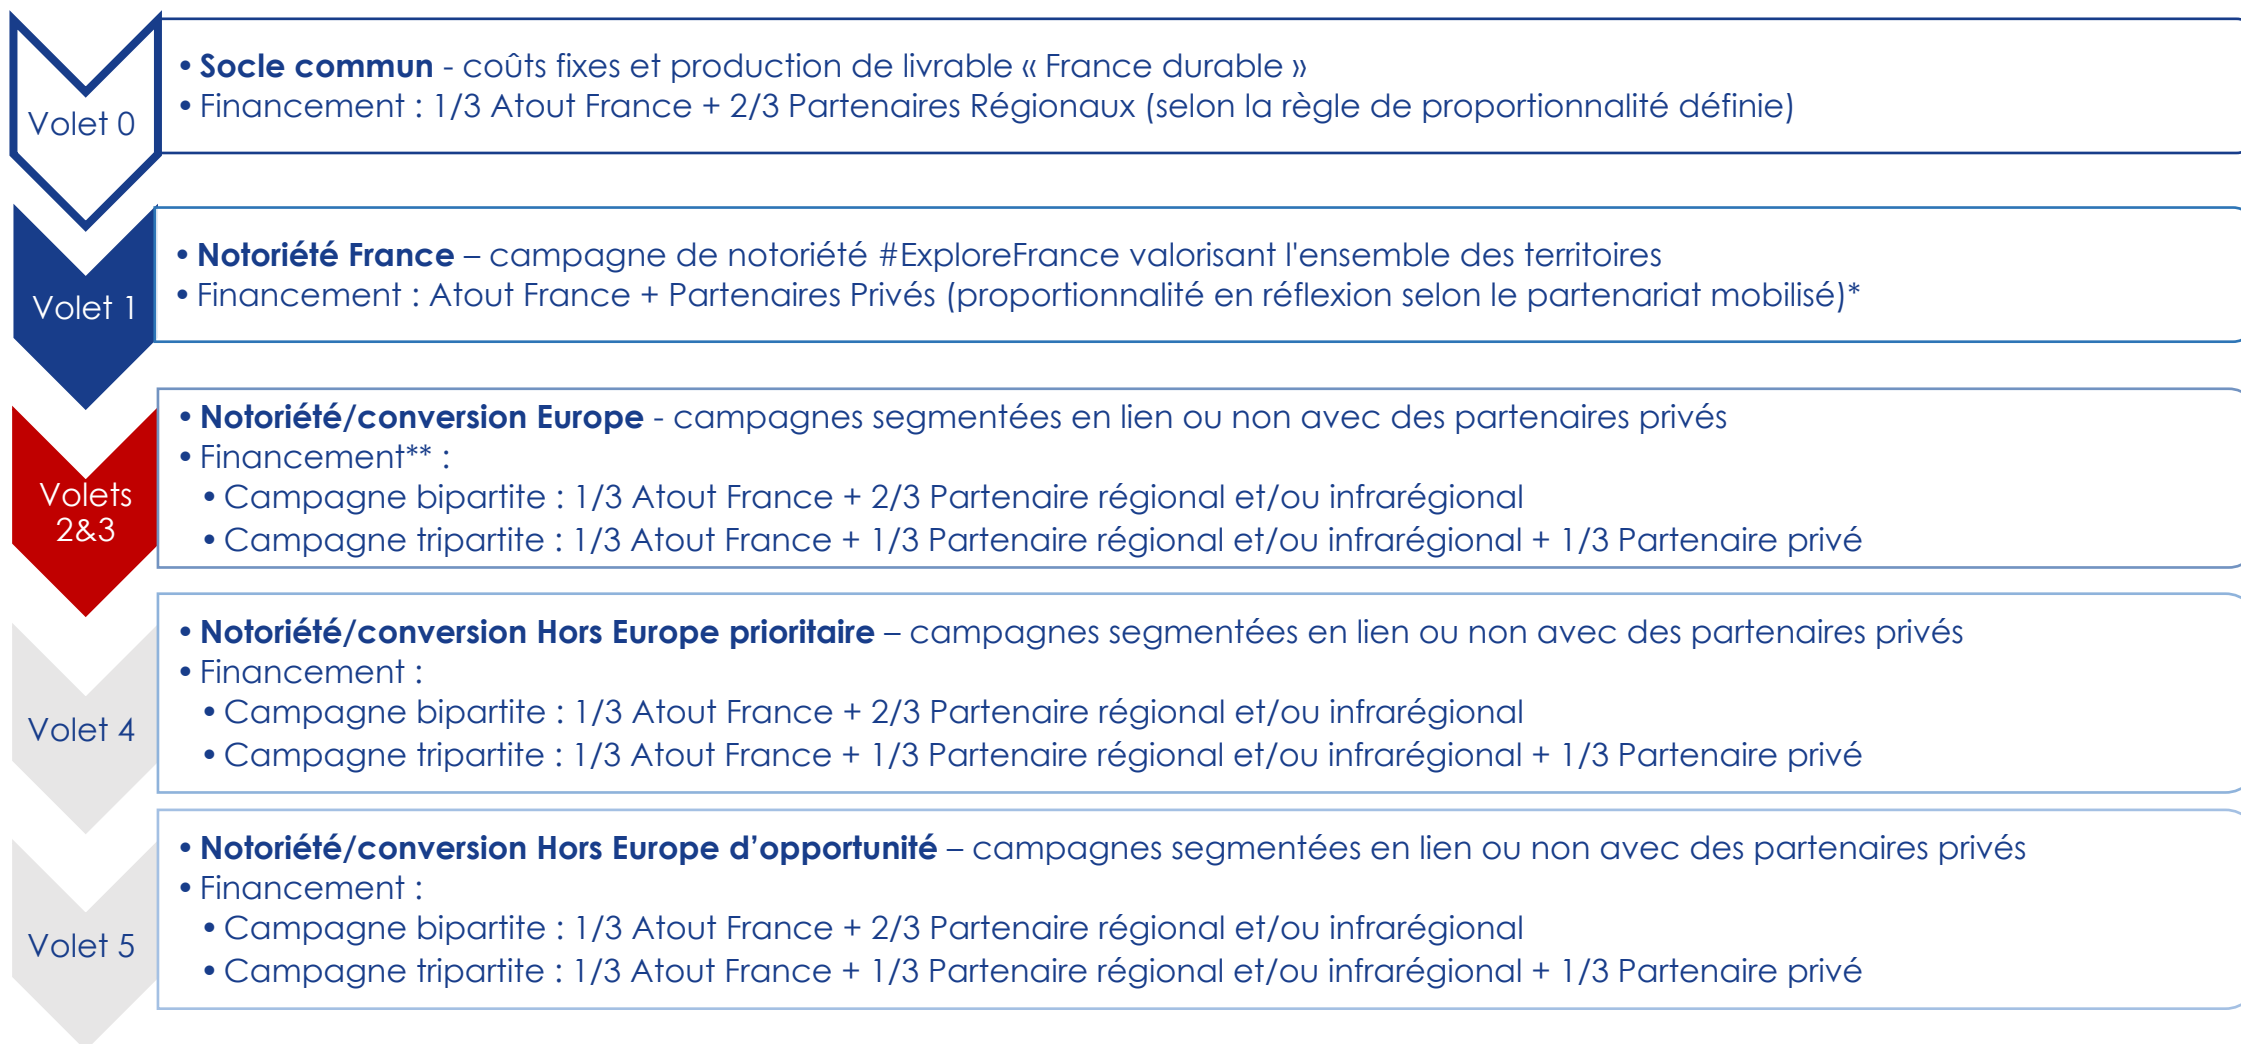 Volet 0
• Socle commun - coûts fixes et production de livrable « France durable »
• Financement : 1/3 Atout France + 2/3 Partenaires Régionaux (selon la règle de proportionnalité définie)
Volet 1
• Notoriété France – campagne de notoriété #ExploreFrance valorisant l'ensemble des territoires
• Financement : Atout France + Partenaires Privés (proportionnalité en réflexion selon le partenariat mobilisé)*
Volets
2&3
• Notoriété/conversion Europe - campagnes segmentées en lien ou non avec des partenaires privés
• Financement** :
• Campagne bipartite : 1/3 Atout France + 2/3 Partenaire régional et/ou infrarégional
• Campagne tripartite : 1/3 Atout France + 1/3 Partenaire régional et/ou infrarégional + 1/3 Partenaire privé
Volet 4
• Notoriété/conversion Hors Europe prioritaire – campagnes segmentées en lien ou non avec des partenaires privés
• Financement :
• Campagne bipartite : 1/3 Atout France + 2/3 Partenaire régional et/ou infrarégional
• Campagne tripartite : 1/3 Atout France + 1/3 Partenaire régional et/ou infrarégional + 1/3 Partenaire privé
Volet 5
• Notoriété/conversion Hors Europe d’opportunité – campagnes segmentées en lien ou non avec des partenaires privés
• Financement :
• Campagne bipartite : 1/3 Atout France + 2/3 Partenaire régional et/ou infrarégional
• Campagne tripartite : 1/3 Atout France + 1/3 Partenaire régional et/ou infrarégional + 1/3 Partenaire privé